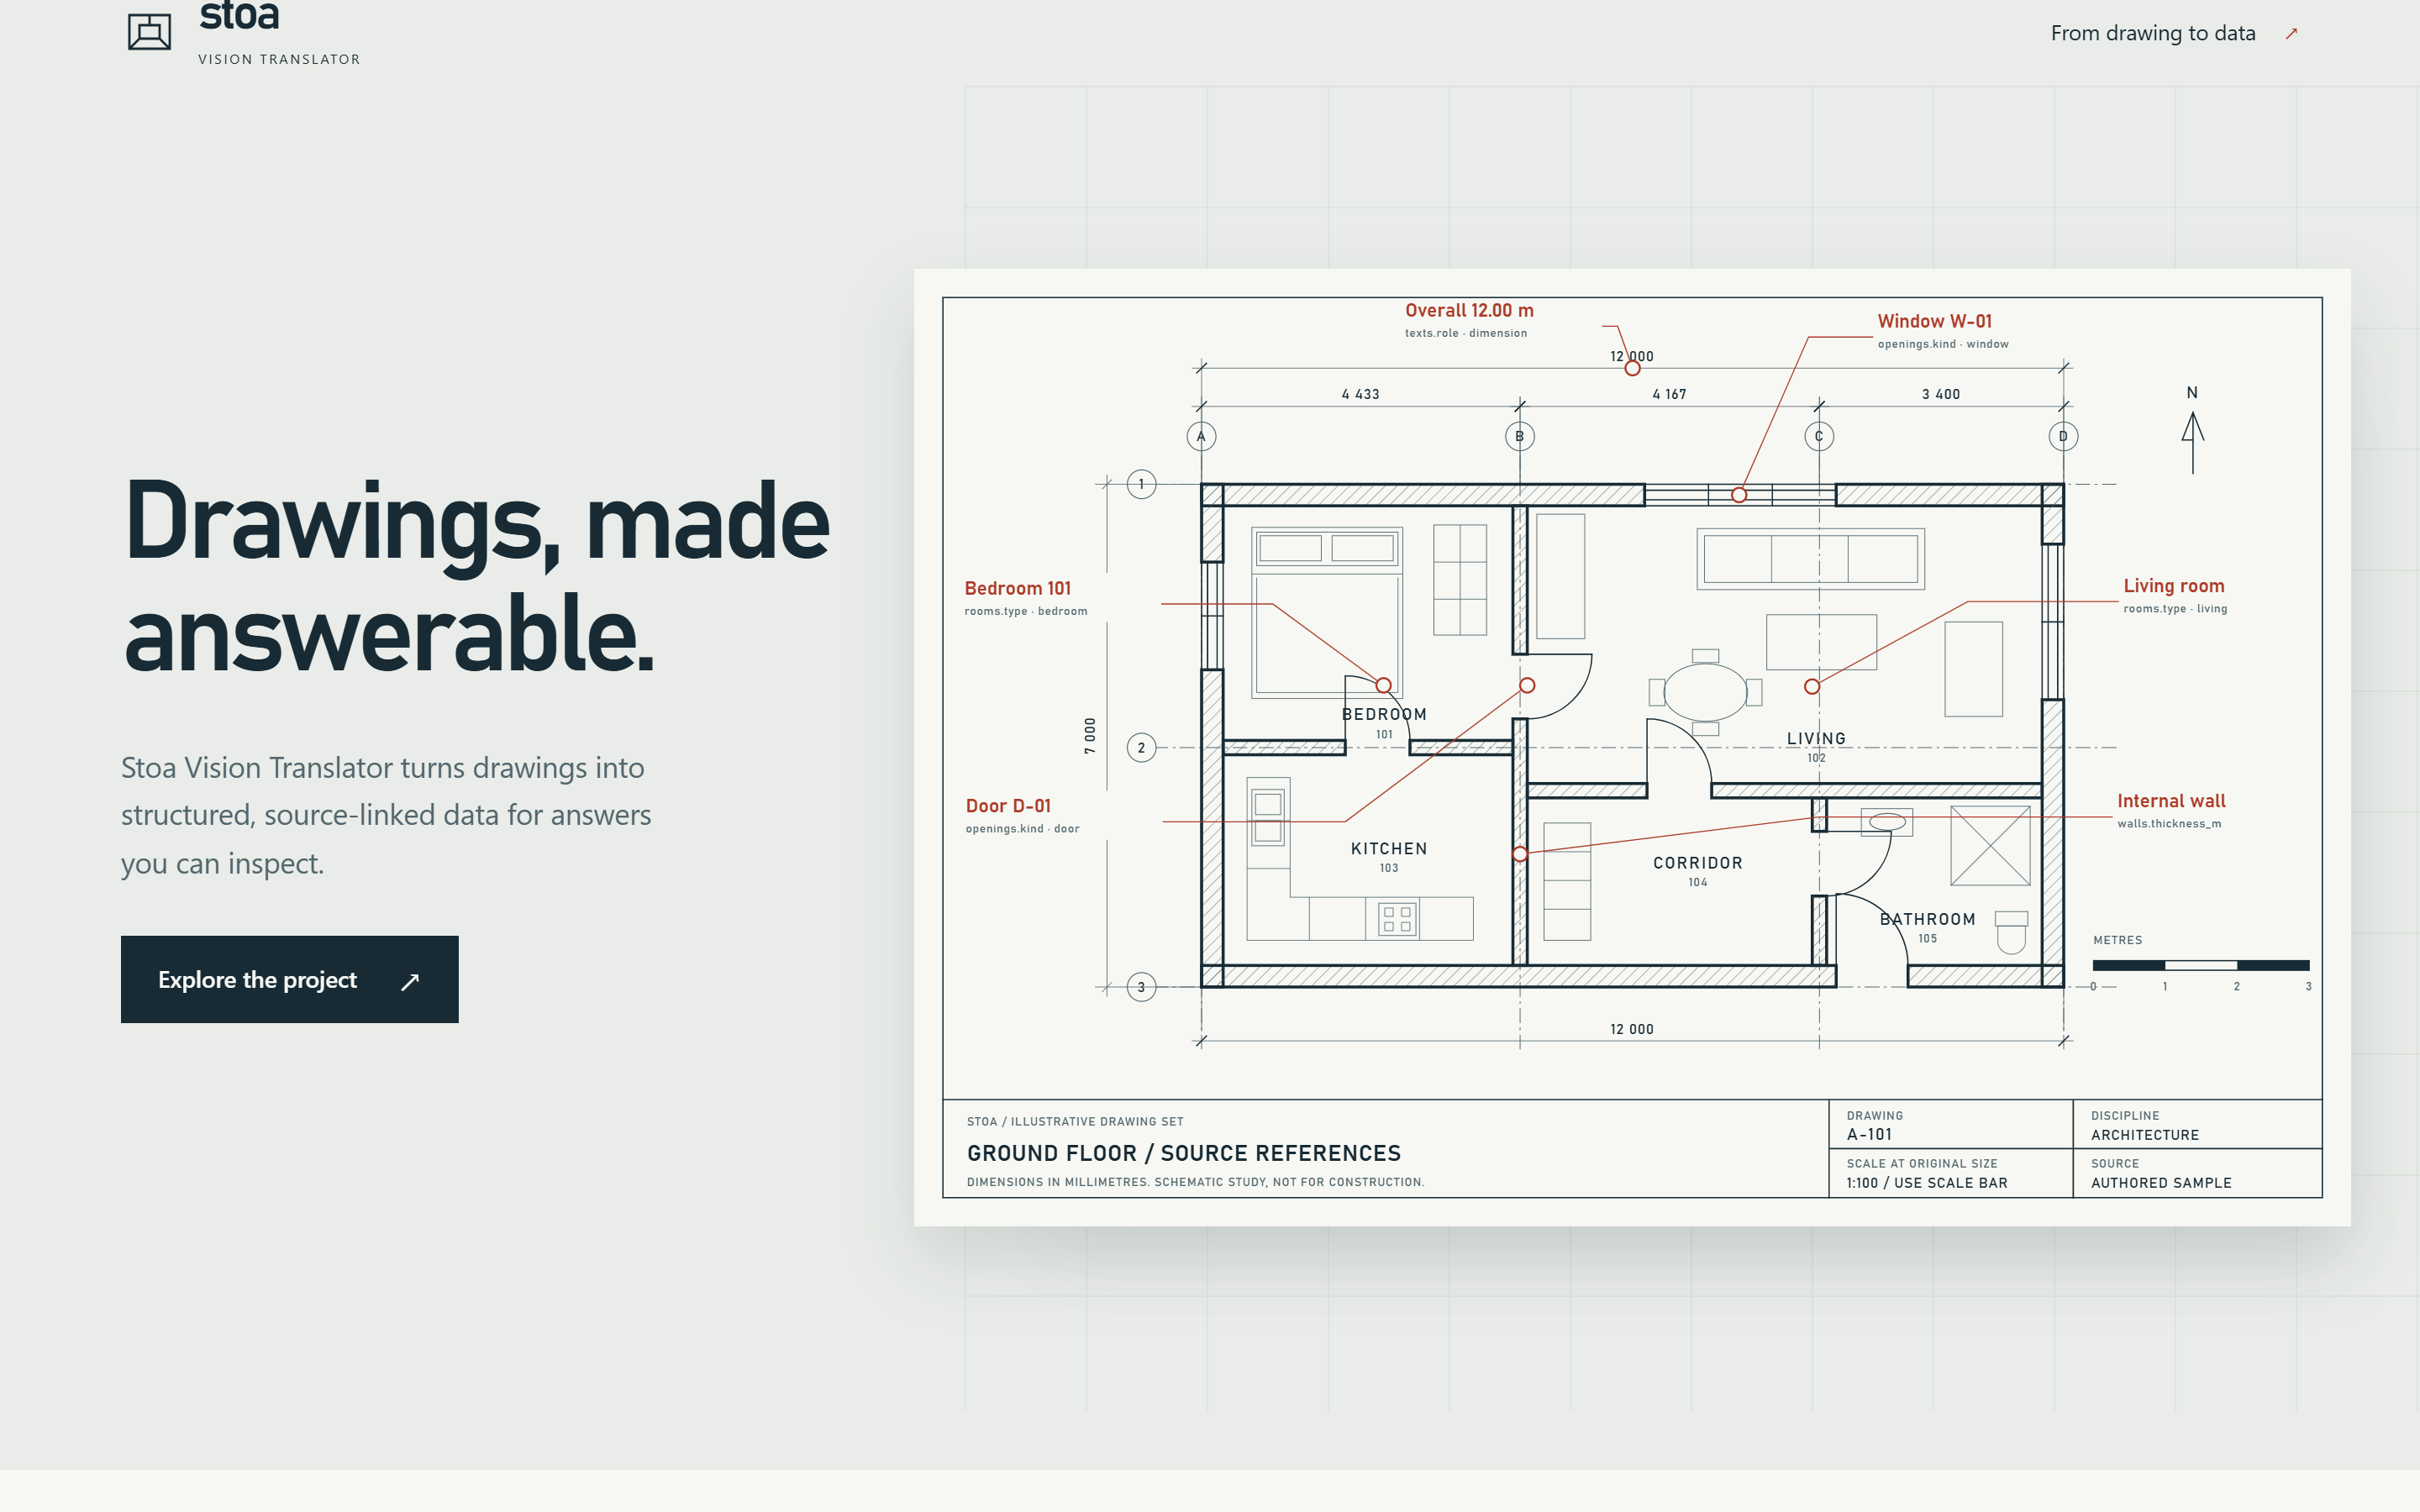 stoa
VISION TRANSLATOR
From drawing to data ↗
Drawings, made
answerable.
Stoa Vision Translator turns drawings into
structured, source-linked data for answers
you can inspect.
Explore the project ↗
Overall 12.00 m
texts.role · dimension
Window W-01
openings.kind · window
12 000
4 433
4 167
3 400
N
A
B
C
D
1
Bedroom 101
rooms.type · bedroom
Living room
rooms.type · living
BEDROOM
101
7 000
2
LIVING
102
Door D-01
openings.kind · door
Internal wall
walls.thickness_m
KITCHEN
103
CORRIDOR
104
BATHROOM
105
METRES
0 1 2 3
3
12 000
STOA / ILLUSTRATIVE DRAWING SET
GROUND FLOOR / SOURCE REFERENCES
DIMENSIONS IN MILLIMETRES. SCHEMATIC STUDY, NOT FOR CONSTRUCTION.
DRAWING
A-101
DISCIPLINE
ARCHITECTURE
SCALE AT ORIGINAL SIZE
1:100 / USE SCALE BAR
SOURCE
AUTHORED SAMPLE